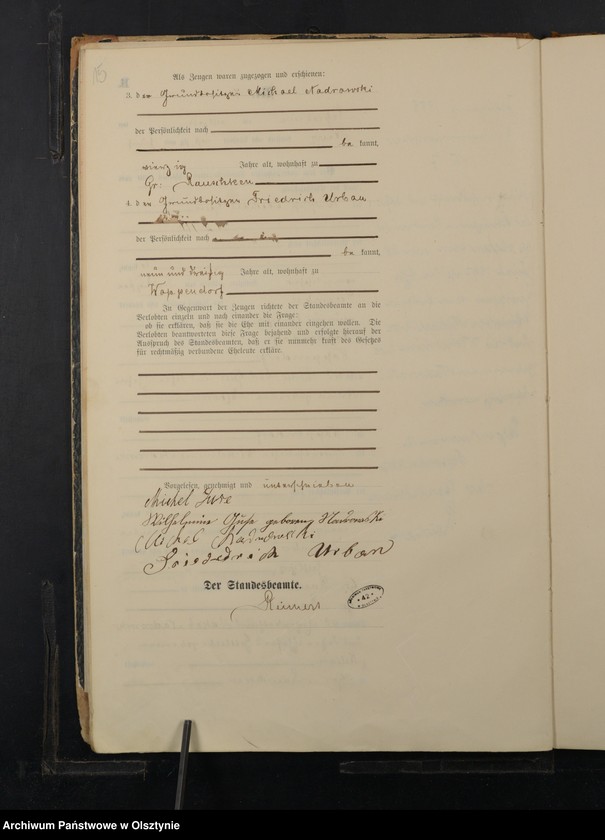 Als Zeugen waren zugezogen und erschienen:
3. der Grundbesitzer Michael Nadrowski
der Persönlichkeit nach
be kannt,
vierzig Jahre alt, wohnhaft zu
Gr: Rauschken
4. der Grundbesitzer Friedrich Urban
der Persönlichkeit nach
be kannt,
neun und dreißig Jahre alt, wohnhaft zu
Wappendorf
In Gegenwart der Zeugen richtete der Standesbeamte an die
Verlobten einzeln und nach einander die Frage:
ob sie erklären, daß sie die Ehe mit einander eingehen wollen. Die
Verlobten beantworteten diese Frage bejahend und erfolgte hierauf der
Ausspruch des Standesbeamten, daß er sie nunmehr kraft des Gesetzes
für rechtmäßig verbundene Eheleute erkläre.
Vorgelesen, genehmigt und unterschrieben
Michel
Wilhelmine geborene Nadrowski
Michel Nadrowski
Friedrich Urban
Der Standesbeamte.
Archiwum Państwowe w Olsztynie